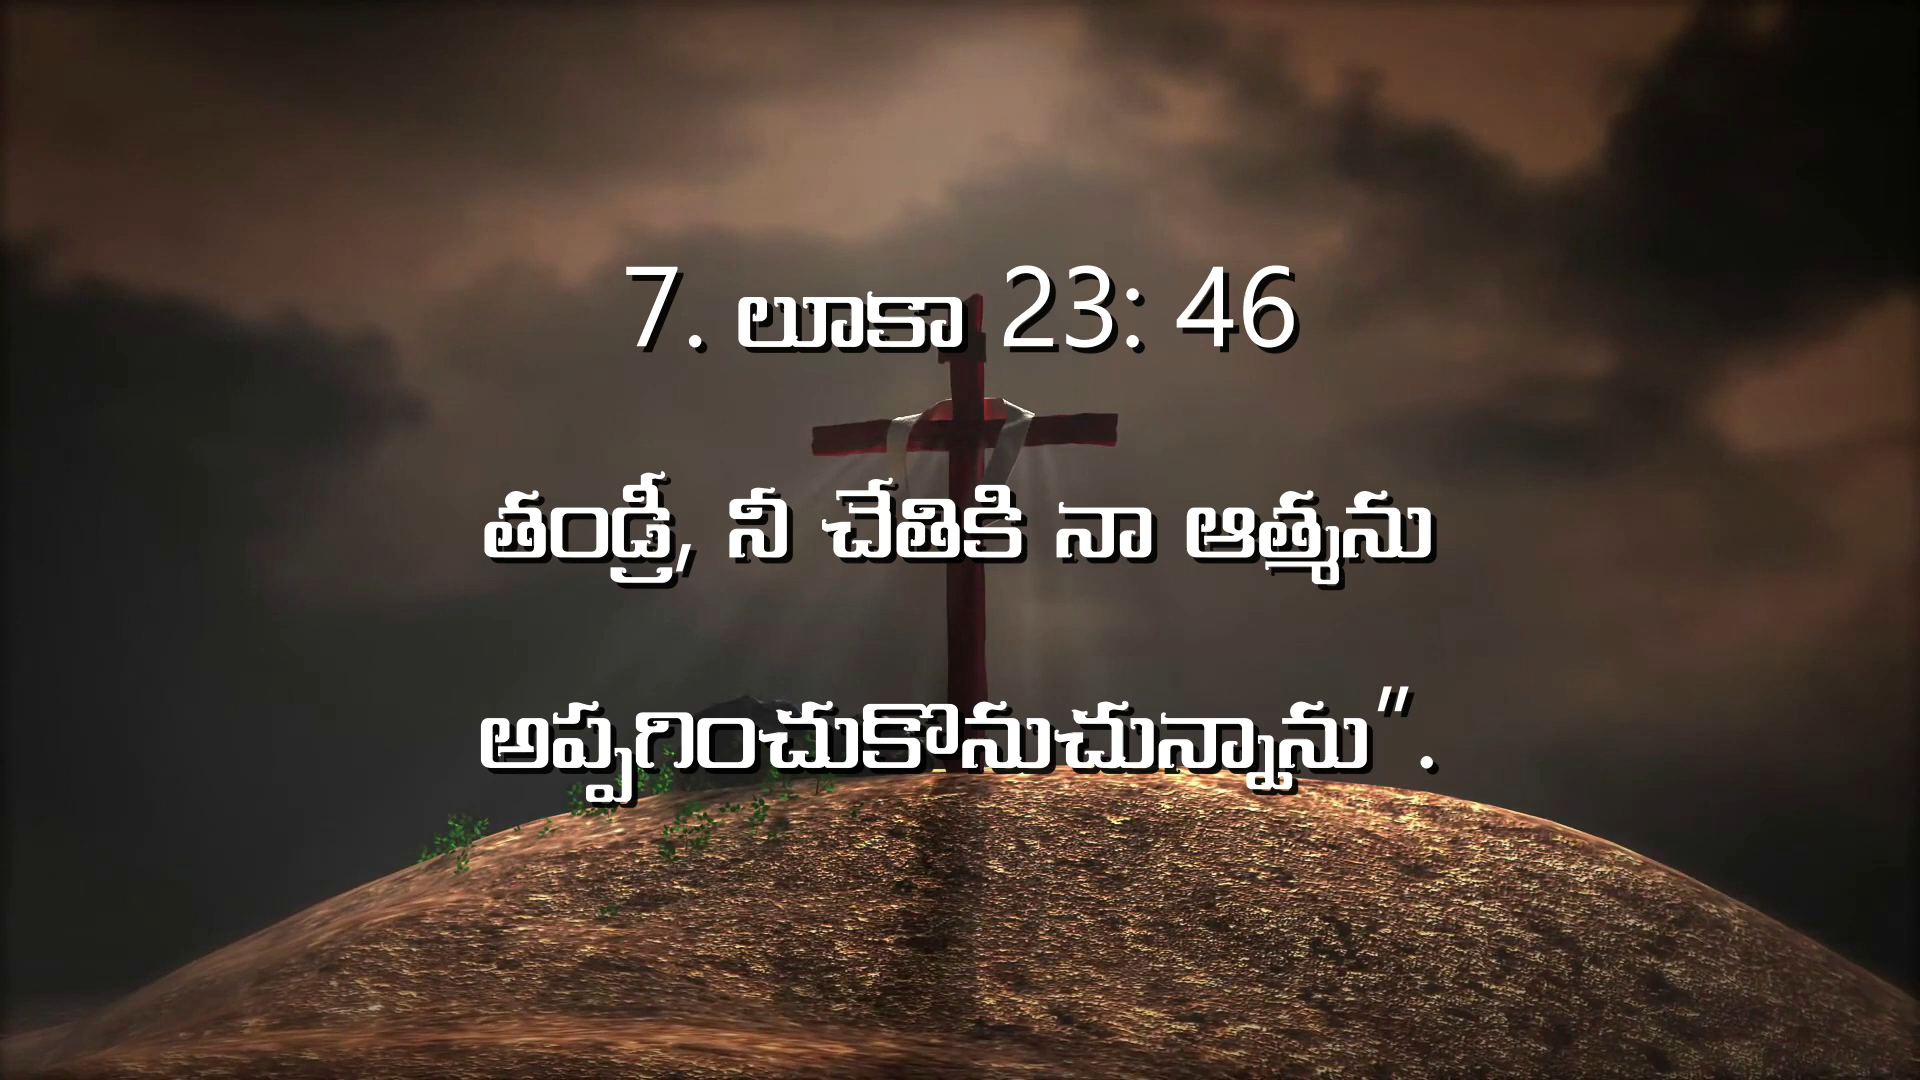 7. లూకా 23: 46
తండ్రీ, నీ చేతికి నా ఆత్మను
అప్పగించుకొనుచున్నాను”.